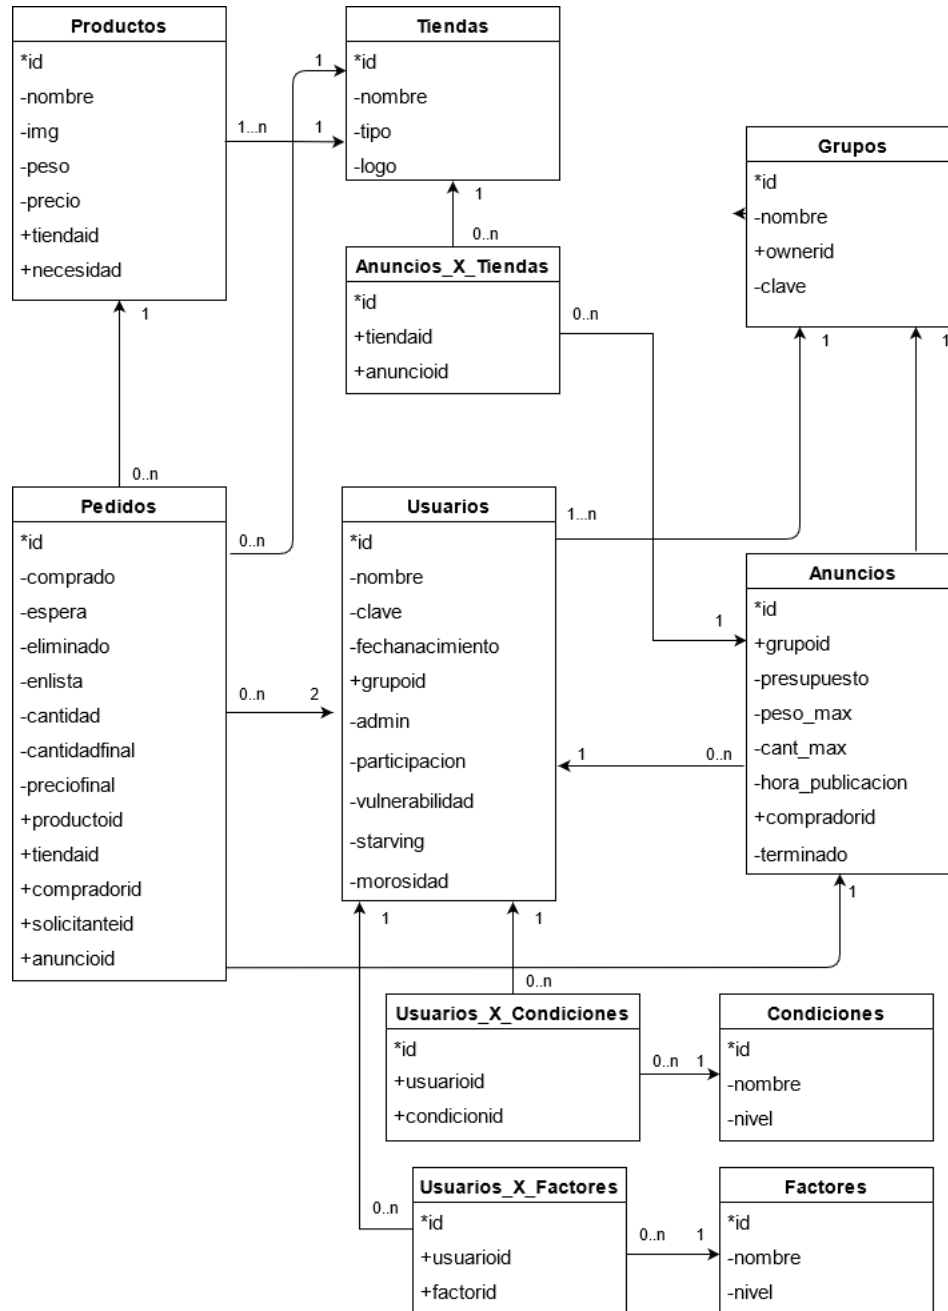 Productos
*id
-nombre
-img
-peso
-precio
+tiendaid
+necesidad
1...n
1
1
Tiendas
*id
-nombre
-tipo
-logo
1
0..n
Anuncios_X_Tiendas
*id
+tiendaid
+anuncioid
0..n
Grupos
*id
-nombre
+ownerid
-clave
1
1
1
0..n
Pedidos
*id
-comprado
-espera
-eliminado
-enlista
-cantidad
-cantidadfinal
-preciofinal
+productoid
+tiendaid
+compradorid
+solicitanteid
+anuncioid
0..n
0..n
2
Usuarios
*id
-nombre
-clave
-fechanacimiento
+grupoid
-admin
-participacion
-vulnerabilidad
-starving
-morosidad
1...n
1
1
0..n
Anuncios
*id
+grupoid
-presupuesto
-peso_max
-cant_max
-hora_publicacion
+compradorid
-terminado
1
1
1
0..n
Usuarios_X_Condiciones
*id
+usuarioid
+condicionid
0..n
1
Condiciones
*id
-nombre
-nivel
0..n
Usuarios_X_Factores
*id
+usuarioid
+factorid
0..n
1
Factores
*id
-nombre
-nivel